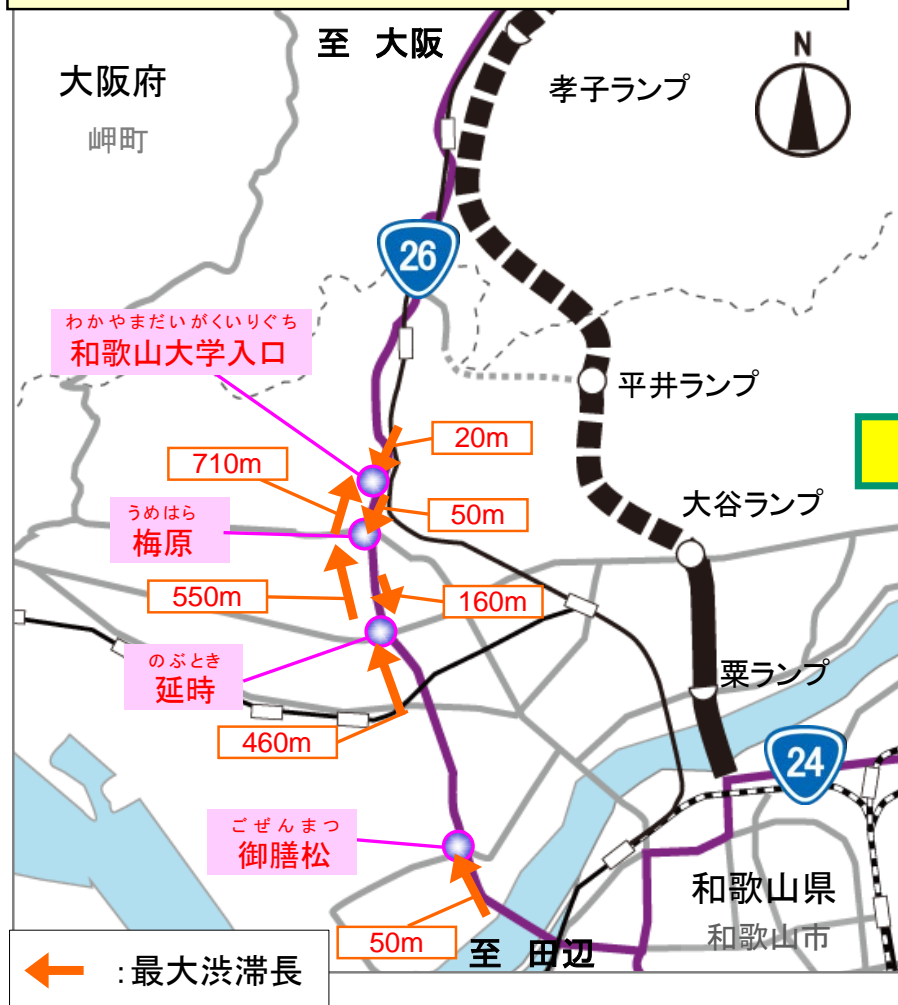 至 大阪
N
大阪府
孝子ランプ
岬町
26
わかやまだいがくいりぐち
和歌山大学入口
平井ランプ
20m
710m
大谷ランプ
50m
うめはら
梅原
550m
160m
のぶとき
延時
粟ランプ
460m
24
ごぜんまつ
御膳松
和歌山県
50m
至 田辺
和歌山市
：最大渋滞長